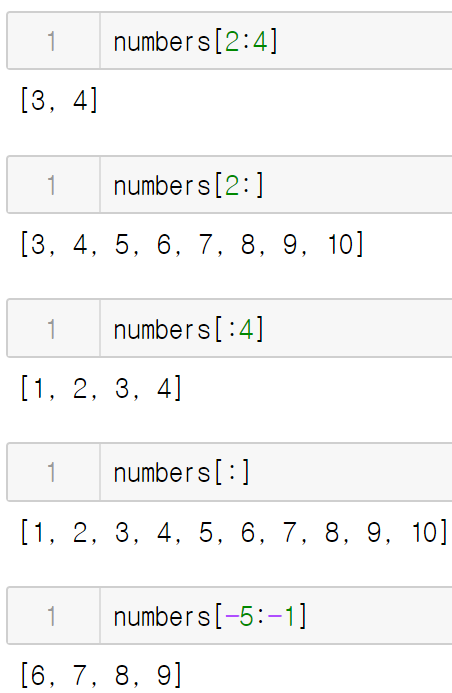 1 numbers[2:4]
[3, 4]
1 numbers[2:]
[3, 4, 5, 6, 7, 8, 9, 10]
1 numbers[:4]
[1, 2, 3, 4]
1 numbers[:]
[1, 2, 3, 4, 5, 6, 7, 8, 9, 10]
1 numbers[-5:-1]
[6, 7, 8, 9]